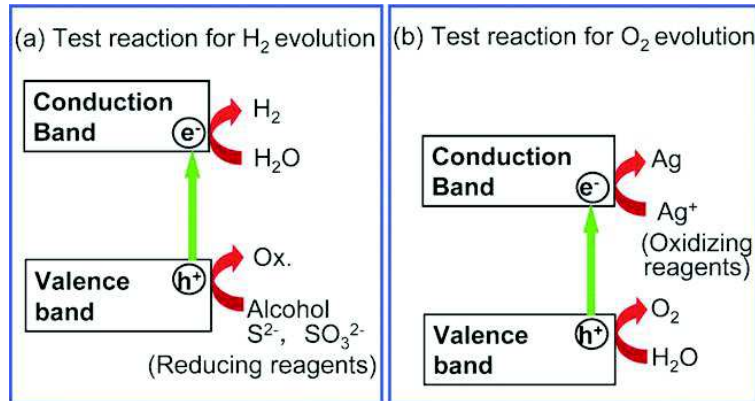 (a) Test reaction for H₂ evolution
Conduction
Band
e⁻
H₂
H₂O
Valence
band
h⁺
Ox.
Alcohol
S²⁻, SO₃²⁻
(Reducing reagents)
(b) Test reaction for O₂ evolution
Conduction
Band
e⁻
Ag
Ag⁺
(Oxidizing
reagents)
Valence
band
h⁺
O₂
H₂O